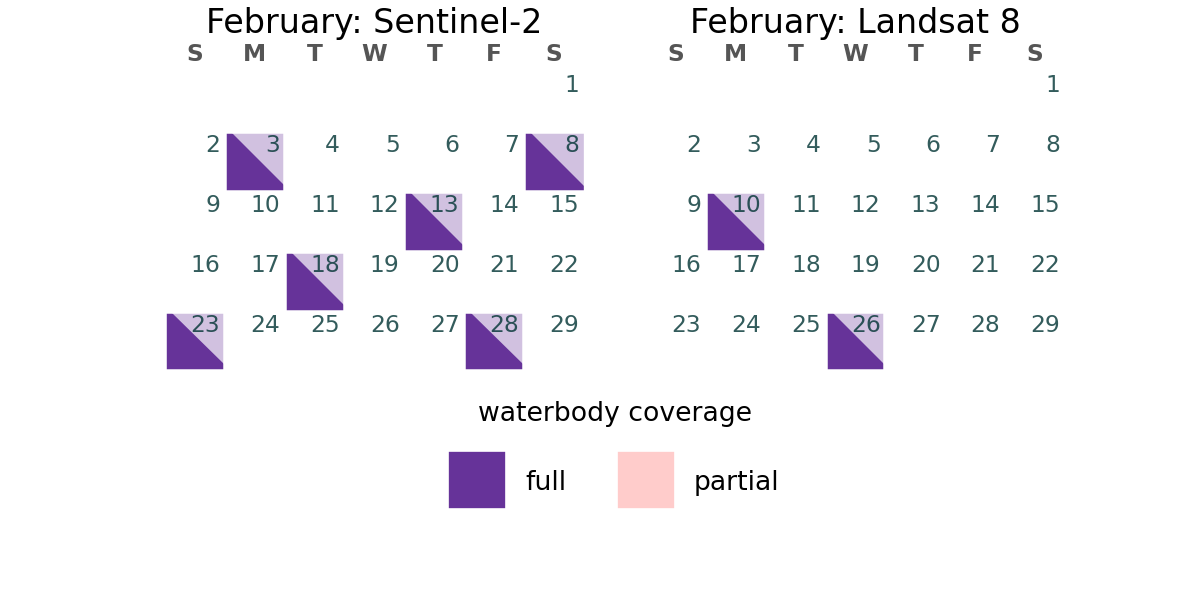 February: Sentinel-2
S M T W T F S
1
2 3 4 5 6 7 8
9 10 11 12 13 14 15
16 17 18 19 20 21 22
23 24 25 26 27 28 29
February: Landsat 8
S M T W T F S
1
2 3 4 5 6 7 8
9 10 11 12 13 14 15
16 17 18 19 20 21 22
23 24 25 26 27 28 29
waterbody coverage
full partial